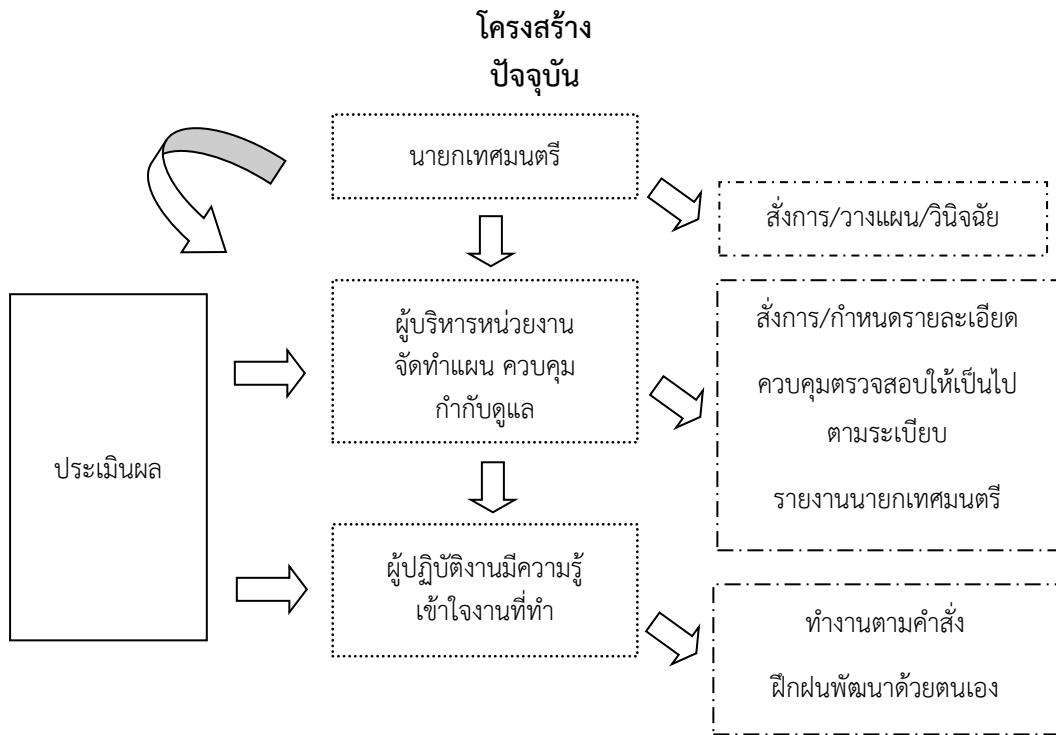 โครงสร้าง
ปัจจุบัน
นายกเทศมนตรี
สั่งการ/วางแผน/วินิจฉัย
ผู้บริหารหน่วยงาน
จัดทำแผน ควบคุม
กำกับดูแล
สั่งการ/กำหนดรายละเอียด
ควบคุมตรวจสอบให้เป็นไป
ตามระเบียบ
รายงานนายกเทศมนตรี
ประเมินผล
ผู้ปฏิบัติงานมีความรู้
เข้าใจงานที่ทำ
ทำงานตามคำสั่ง
ฝึกฝนพัฒนาด้วยตนเอง